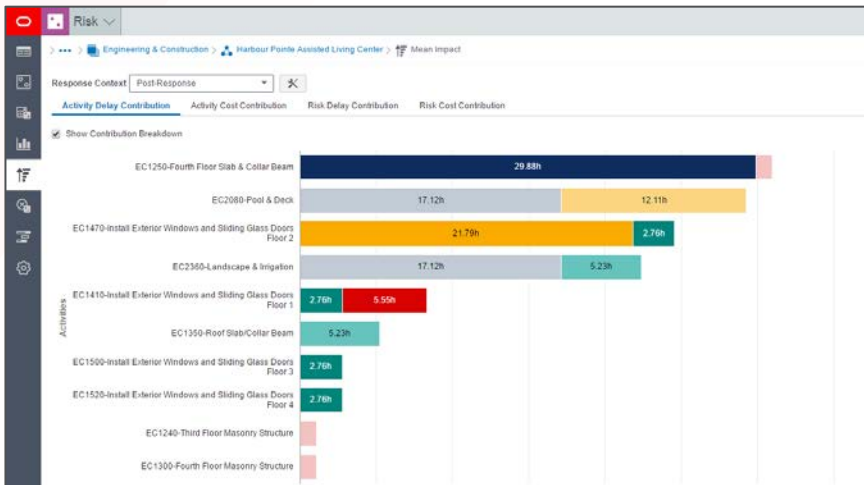 Risk
Engineering & Construction > Harbour Pointe Assisted Living Center > Mean Impact
Response Context Post-Response
Activity Delay Contribution Activity Cost Contribution Risk Delay Contribution Risk Cost Contribution
Show Contribution Breakdown
EC1250-Fourth Floor Slab & Collar Beam 29.88h
EC2080-Pool & Deck 17.12h 12.11h
EC1470-Install Exterior Windows and Sliding Glass Doors
Floor 2 21.79h 2.76h
EC2360-Landscape & Irrigation 17.12h 5.23h
EC1410-Install Exterior Windows and Sliding Glass Doors
Floor 1 2.76h 5.55h
Activities
EC1350-Roof Slab/Collar Beam 5.23h
EC1500-Install Exterior Windows and Sliding Glass Doors
Floor 3 2.76h
EC1520-Install Exterior Windows and Sliding Glass Doors
Floor 4 2.76h
EC1240-Third Floor Masonry Structure
EC1300-Fourth Floor Masonry Structure